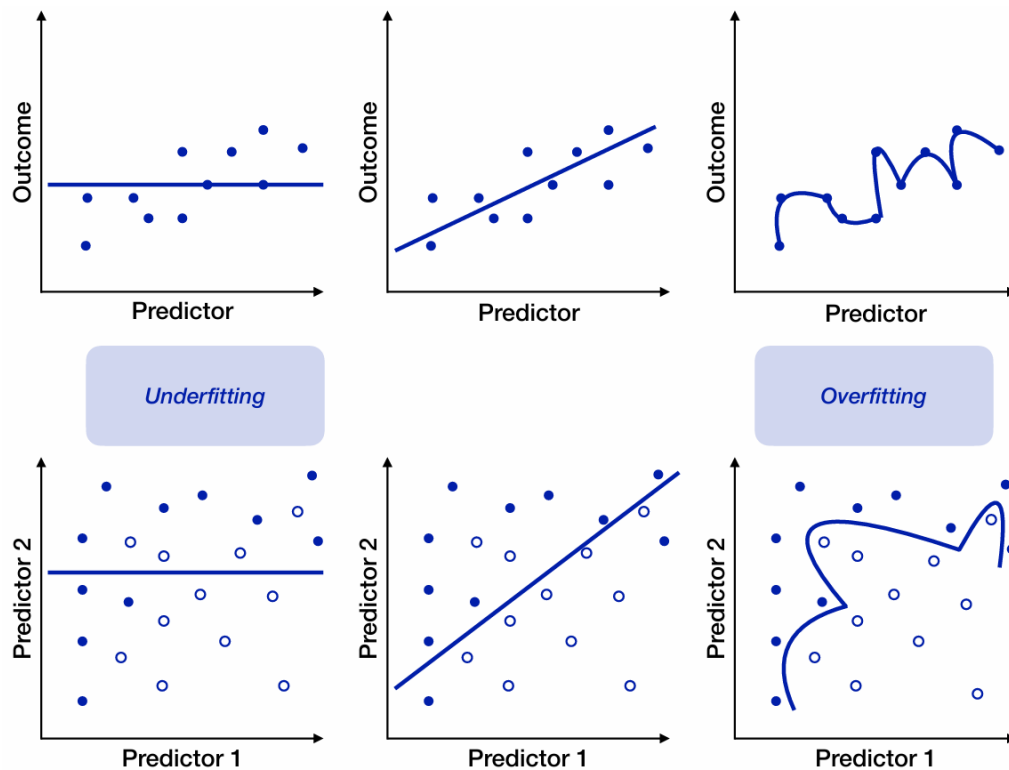 Outcome
Predictor
Outcome
Predictor
Outcome
Predictor
Underfitting
Overfitting
Predictor 2
Predictor 1
Predictor 2
Predictor 1
Predictor 2
Predictor 1